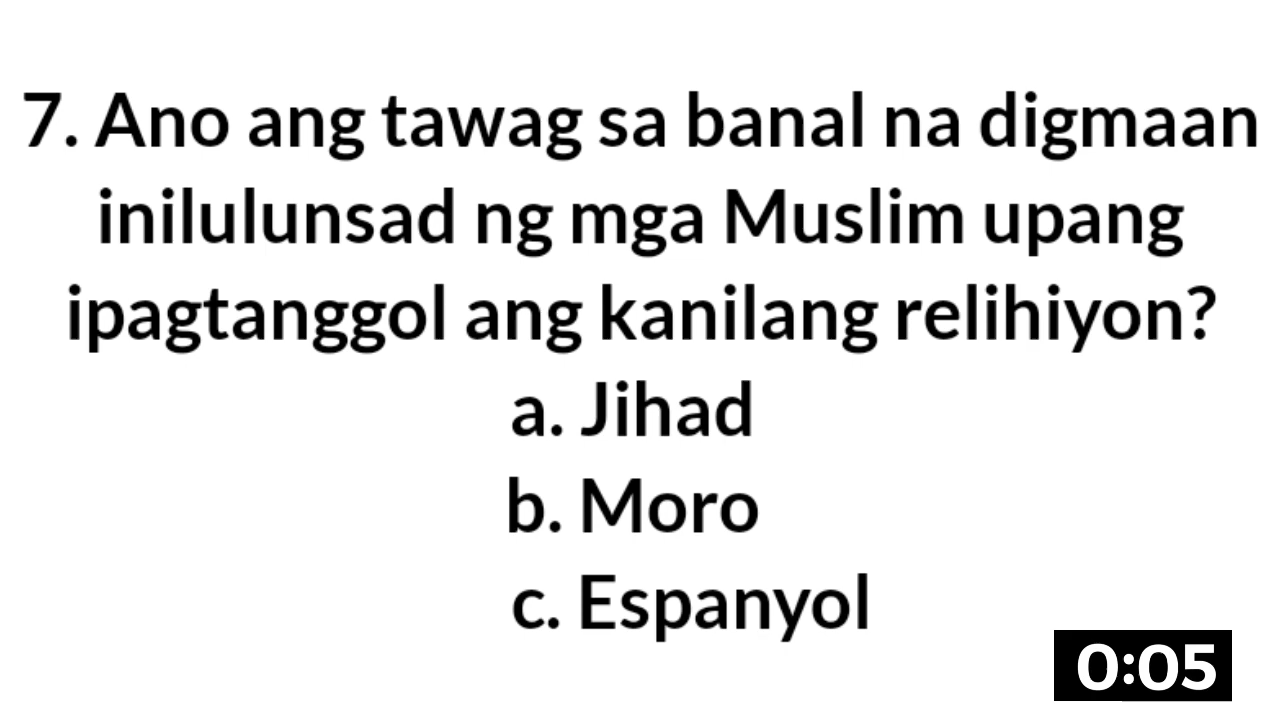 7. Ano ang tawag sa banal na digmaan
inilulunsad ng mga Muslim upang
ipagtanggol ang kanilang relihiyon?
a. Jihad
b. Moro
c. Espanyol
0:05